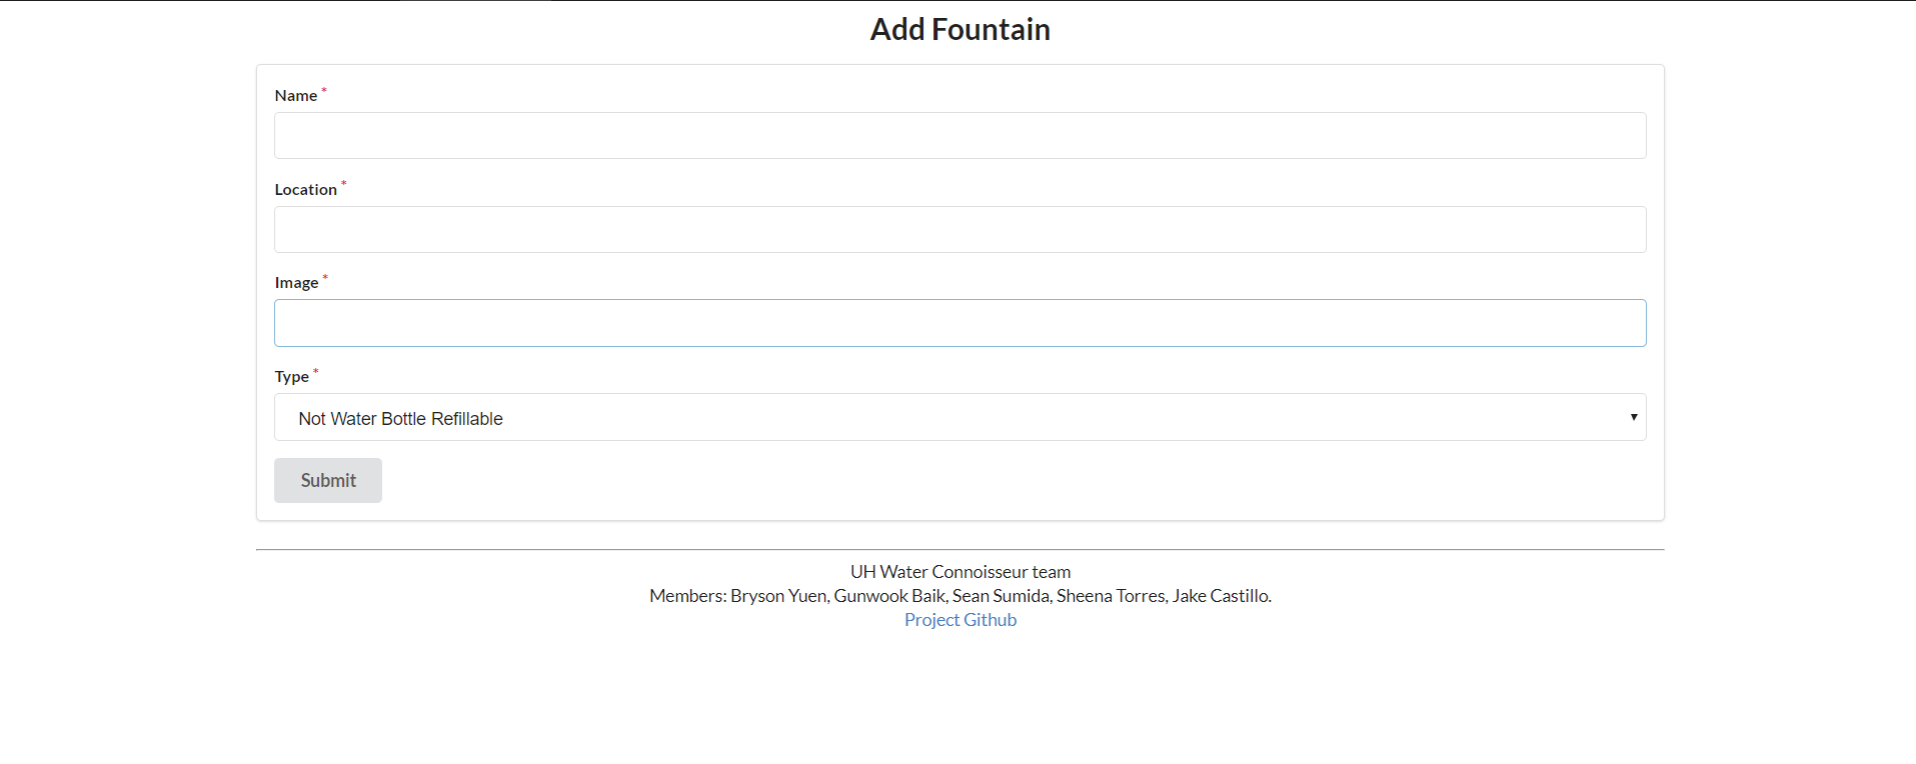 Add Fountain
Name *
Location *
Image *
Type *
Not Water Bottle Refillable
Submit
UH Water Connoisseur team
Members: Bryson Yuen, Gunwook Baik, Sean Sumida, Sheena Torres, Jake Castillo.
Project Github